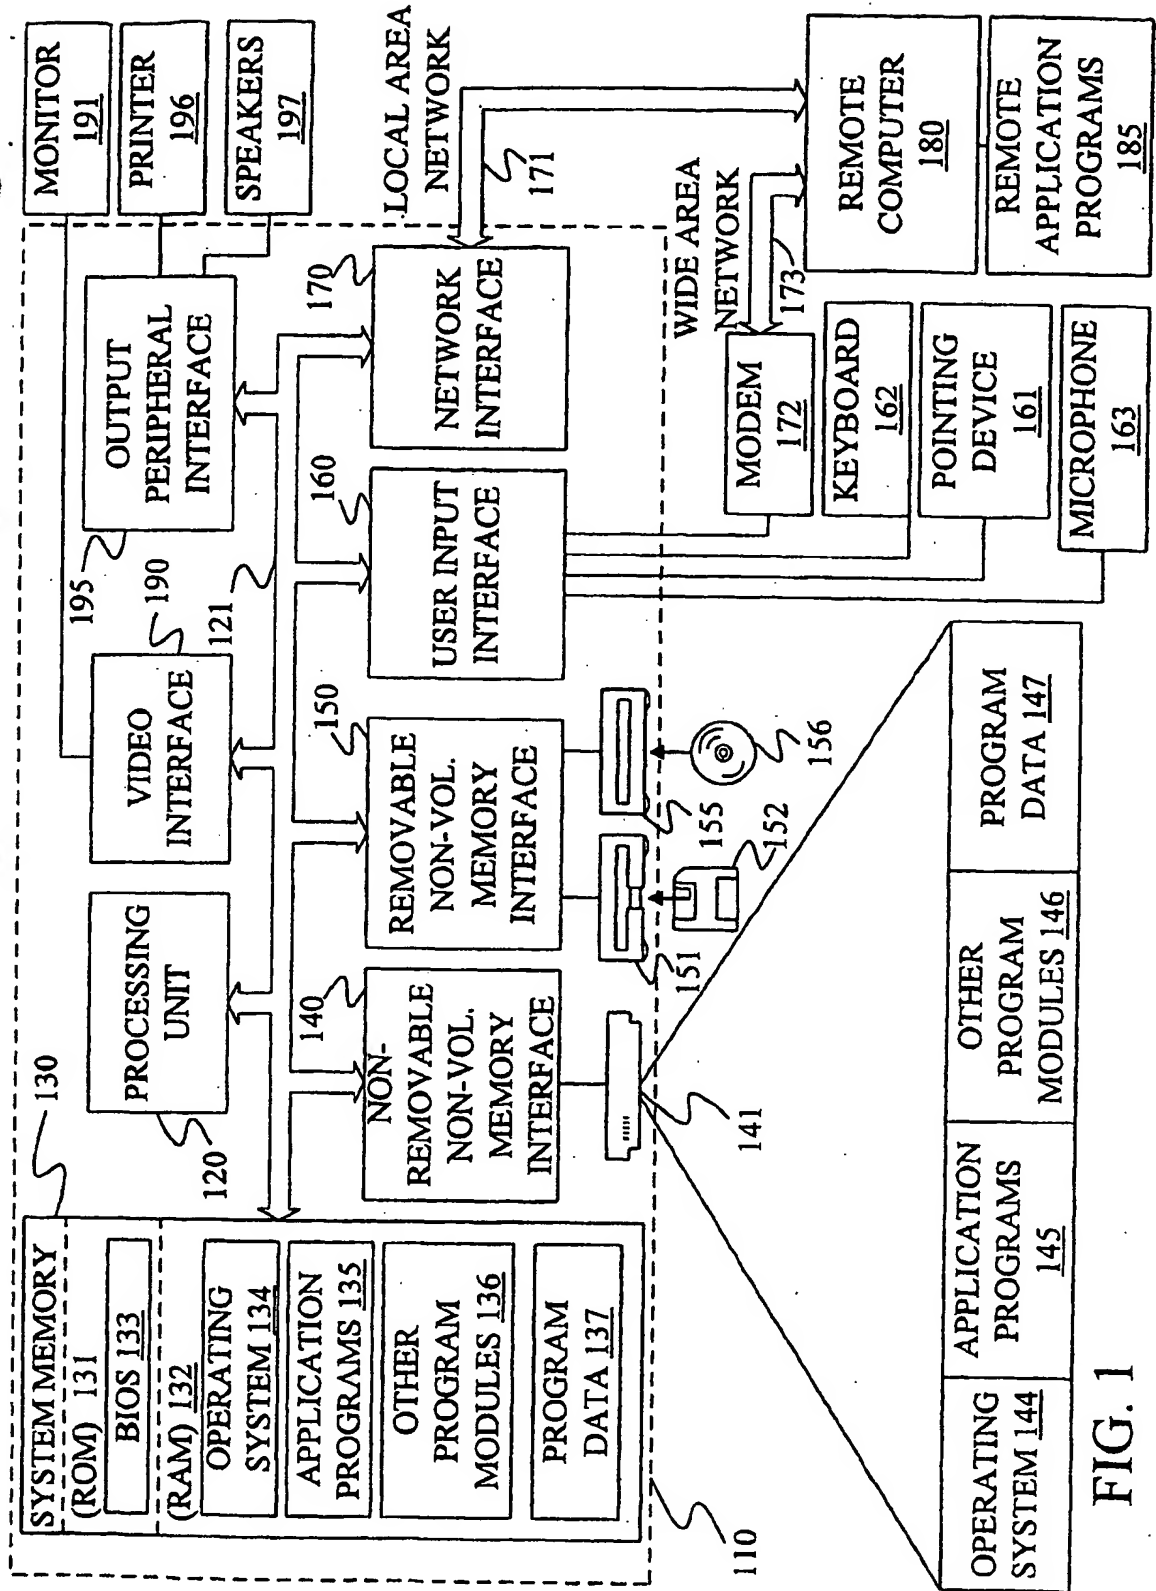 SYSTEM MEMORY
(ROM) 131
BIOS 133
(RAM) 132
OPERATING
SYSTEM 134
APPLICATION
PROGRAMS 135
OTHER
PROGRAM
MODULES 136
PROGRAM
DATA 137
130
PROCESSING
UNIT
120
VIDEO
INTERFACE
190
121
OUTPUT
PERIPHERAL
INTERFACE
195
MONITOR
191
PRINTER
196
SPEAKERS
197
NON-
REMOVABLE
NON-VOL.
MEMORY
INTERFACE
140
REMOVABLE
NON-VOL.
MEMORY
INTERFACE
150
USER INPUT
INTERFACE
160
NETWORK
INTERFACE
170
LOCAL AREA
NETWORK
171
110
141
151
152
155
156
WIDE AREA
NETWORK
173
MODEM
172
KEYBOARD
162
POINTING
DEVICE
161
MICROPHONE
163
REMOTE
COMPUTER
180
REMOTE
APPLICATION
PROGRAMS
185
OPERATING
SYSTEM 144
APPLICATION
PROGRAMS
145
OTHER
PROGRAM
MODULES 146
PROGRAM
DATA 147
FIG. 1